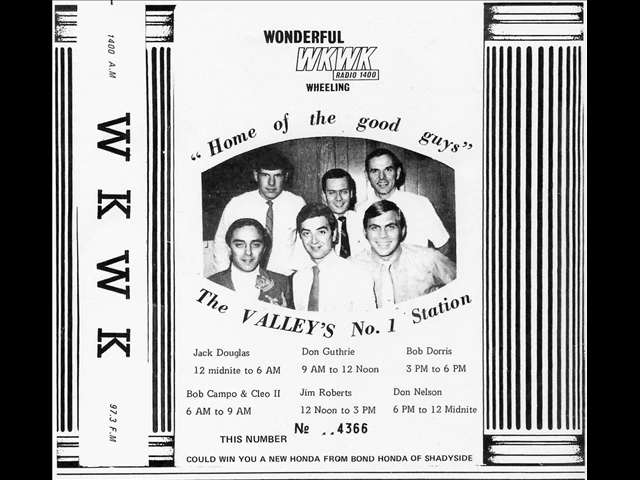 1400 A.M
W K W K
97.3 F.M
WONDERFUL
WKWK
RADIO 1400
WHEELING
"Home of the good guys"
The VALLEY'S No. 1 Station
Jack Douglas
12 midnite to 6 AM
Don Guthrie
9 AM to 12 Noon
Bob Dorris
3 PM to 6 PM
Bob Campo & Cleo II
6 AM to 9 AM
Jim Roberts
12 Noon to 3 PM
Don Nelson
6 PM to 12 Midnite
№ ..4366
THIS NUMBER
COULD WIN YOU A NEW HONDA FROM BOND HONDA OF SHADYSIDE